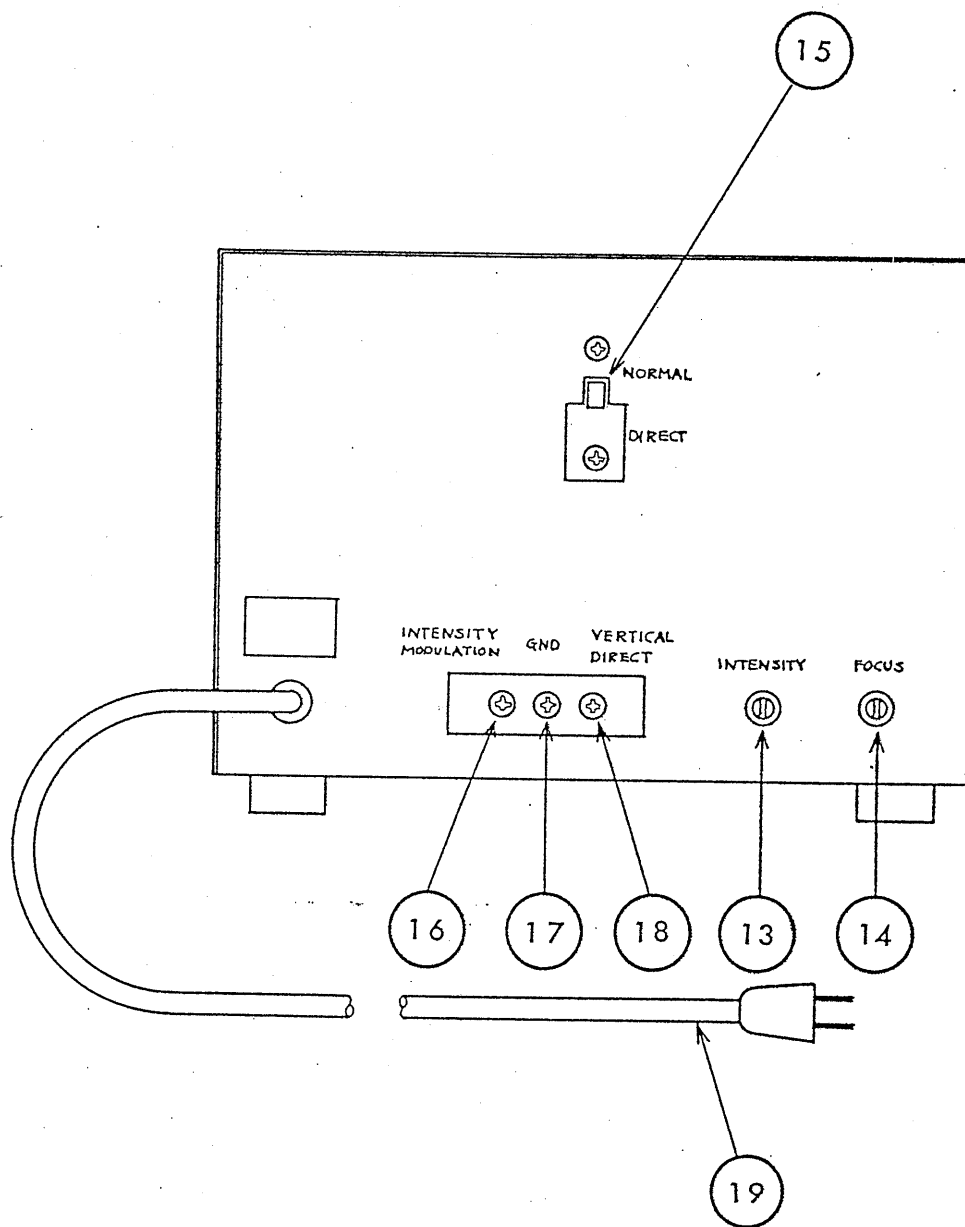 15
NORMAL
DIRECT
INTENSITY
MODULATION
GND
VERTICAL
DIRECT
INTENSITY
FOCUS
16
17
18
13
14
19